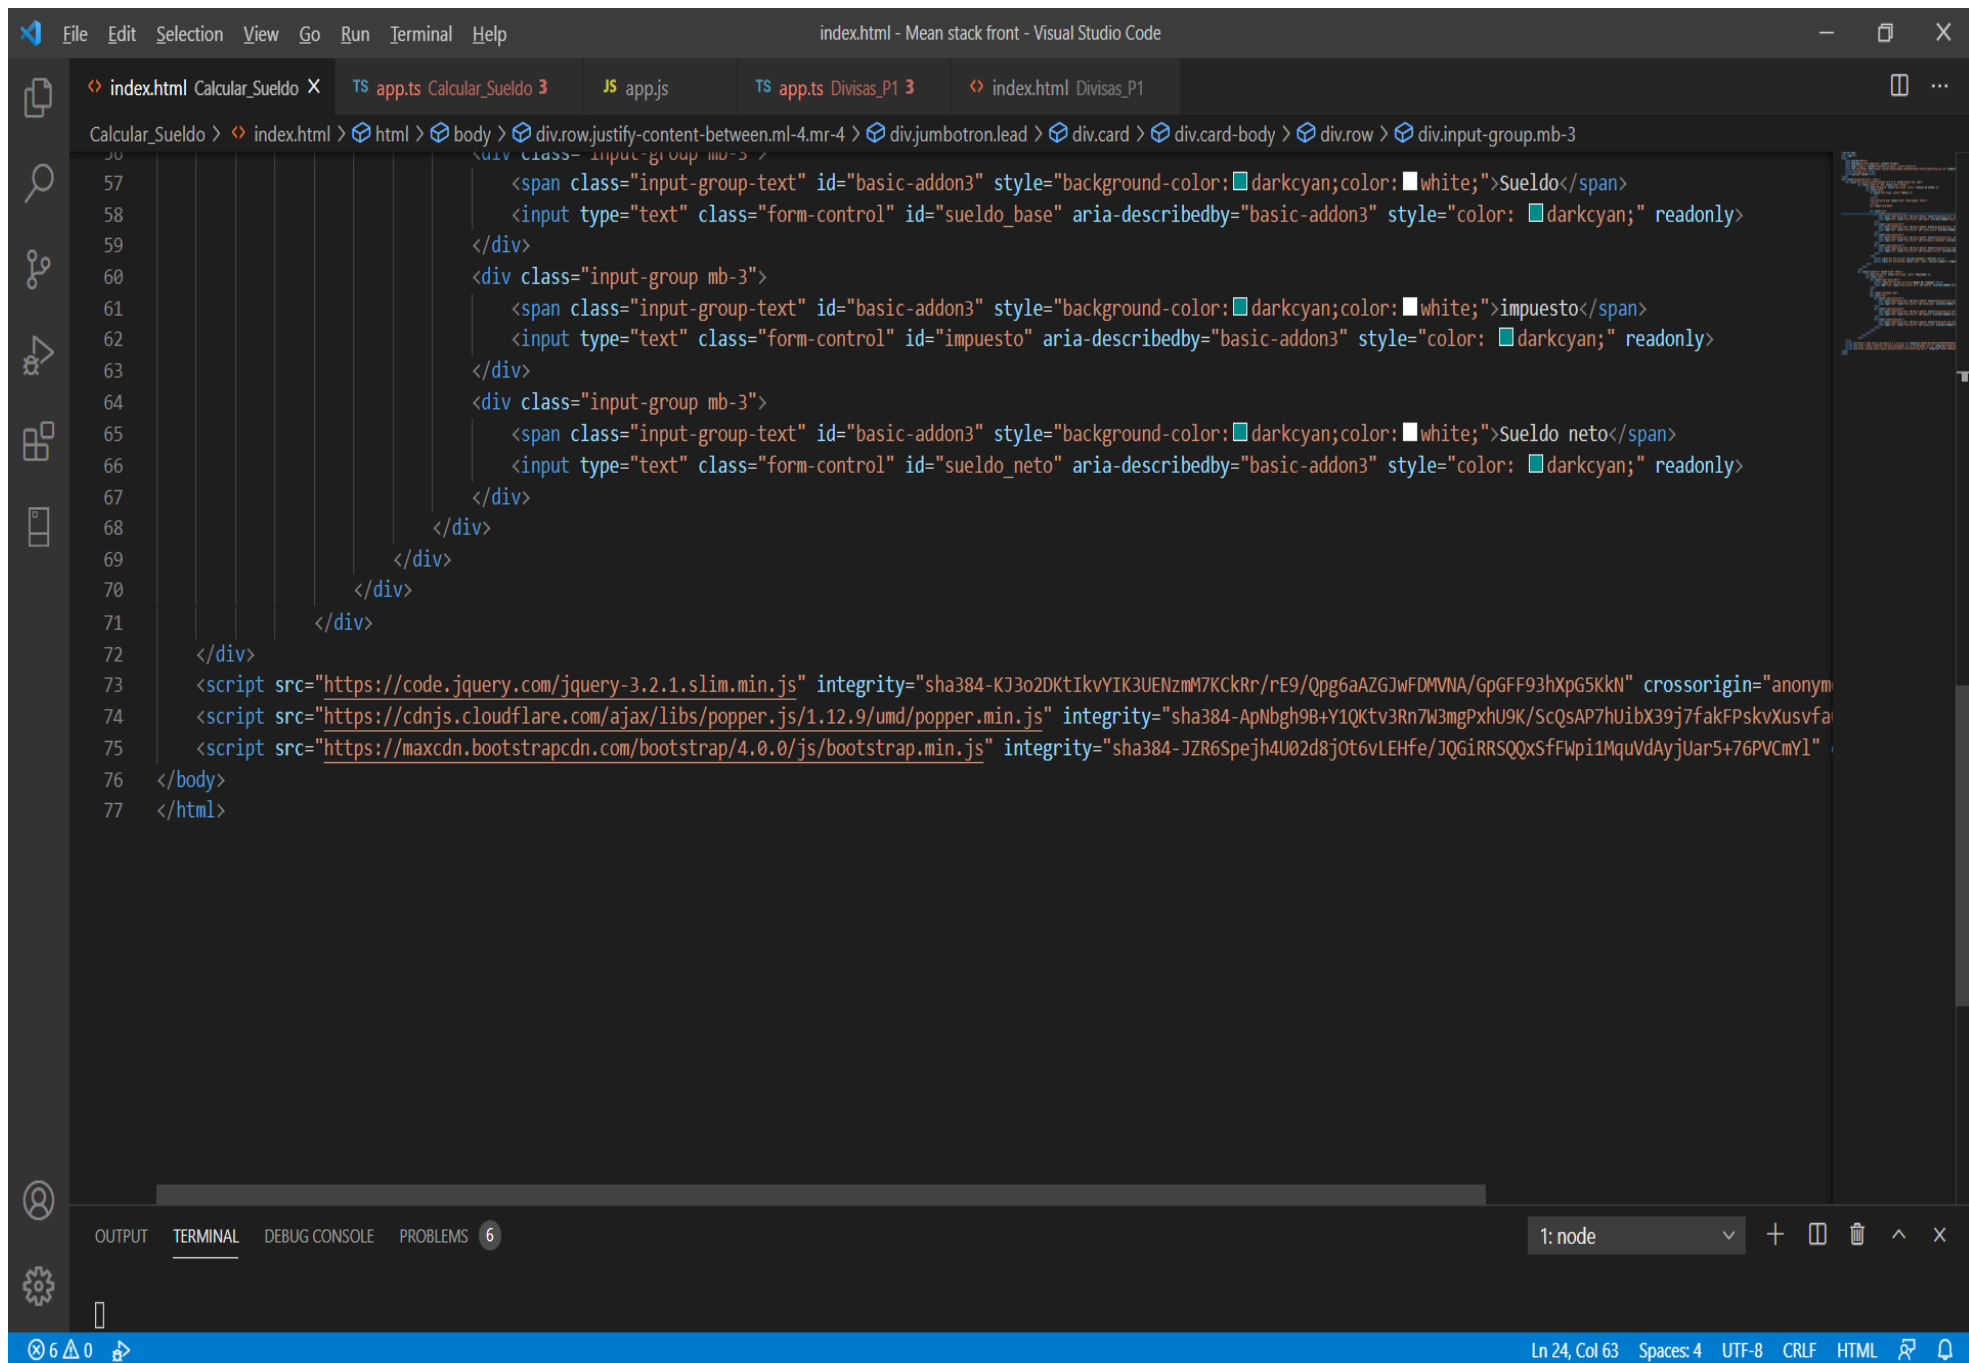 File Edit Selection View Go Run Terminal Help index.html - Mean stack front - Visual Studio Code
index.html Calcular_Sueldo TS app.ts Calcular_Sueldo 3 JS app.js TS app.ts Divisas_P1 3 index.html Divisas_P1
Calcular_Sueldo > index.html > html > body > div.row.justify-content-between.ml-4.mr-4 > div.jumbotron.lead > div.card > div.card-body > div.row > div.input-group.mb-3
56 <div class="input-group mb-3">
57 <span class="input-group-text" id="basic-addon3" style="background-color:darkcyan;color:white;">Sueldo</span>
58 <input type="text" class="form-control" id="sueldo_base" aria-describedby="basic-addon3" style="color: darkcyan;" readonly>
59 </div>
60 <div class="input-group mb-3">
61 <span class="input-group-text" id="basic-addon3" style="background-color:darkcyan;color:white;">impuesto</span>
62 <input type="text" class="form-control" id="impuesto" aria-describedby="basic-addon3" style="color: darkcyan;" readonly>
63 </div>
64 <div class="input-group mb-3">
65 <span class="input-group-text" id="basic-addon3" style="background-color:darkcyan;color:white;">Sueldo neto</span>
66 <input type="text" class="form-control" id="sueldo_neto" aria-describedby="basic-addon3" style="color: darkcyan;" readonly>
67 </div>
68 </div>
69 </div>
70 </div>
71 </div>
72 </div>
73 <script src="https://code.jquery.com/jquery-3.2.1.slim.min.js" integrity="sha384-KJ3o2DKtIkvYIK3UENzmM7KCkRr/rE9/Qpg6aAZGJwFDMVNA/GpGFF93hXpG5KkN" crossorigin="anonym
74 <script src="https://cdnjs.cloudflare.com/ajax/libs/popper.js/1.12.9/umd/popper.min.js" integrity="sha384-ApNbgh9B+Y1QKtv3Rn7W3mgPxhU9K/ScQsAP7hUibX39j7fakFPskvXusvfa
75 <script src="https://maxcdn.bootstrapcdn.com/bootstrap/4.0.0/js/bootstrap.min.js" integrity="sha384-JZR6Spejh4U02d8jOt6vLEHfe/JQGiRRSQQxSfFWpi1MquVdAyjUar5+76PVCmYl"
76 </body>
77 </html>
OUTPUT TERMINAL DEBUG CONSOLE PROBLEMS 6 1: node
6 0 Ln 24, Col 63 Spaces: 4 UTF-8 CRLF HTML